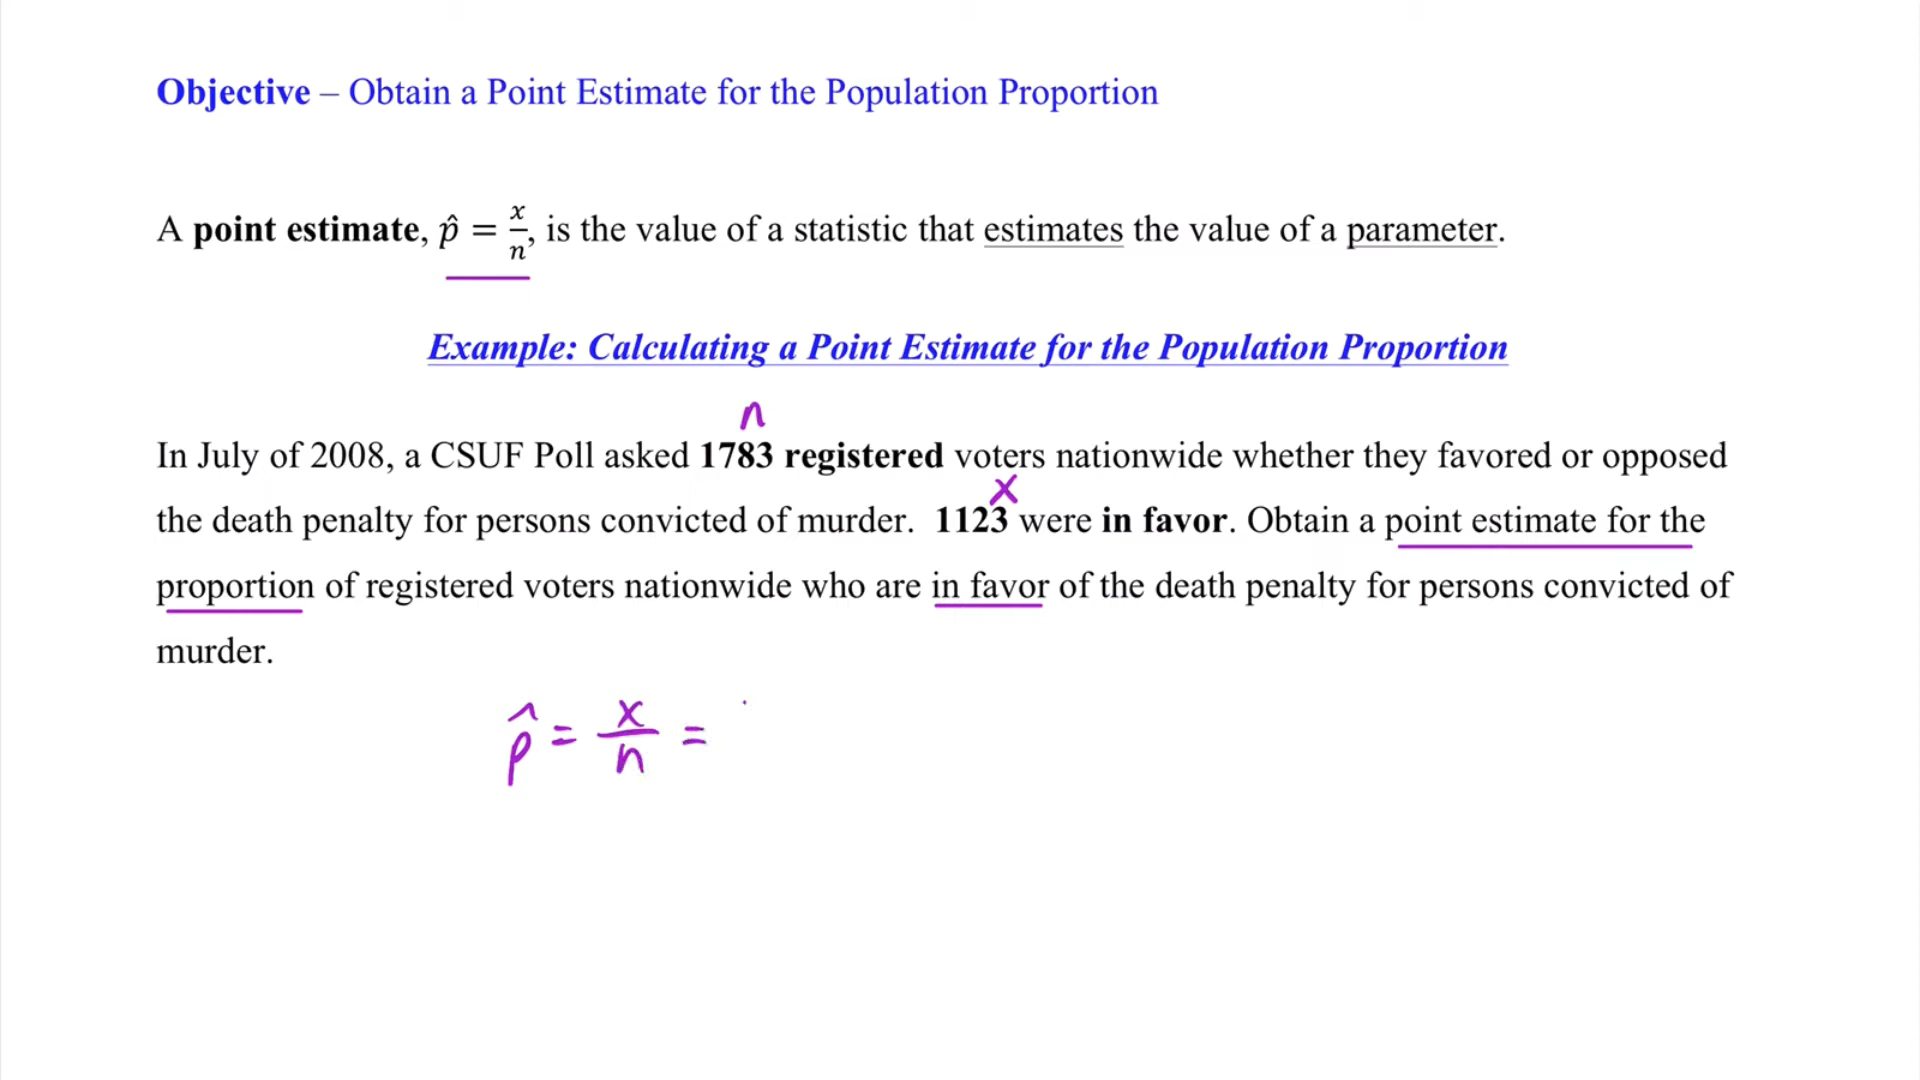 Objective – Obtain a Point Estimate for the Population Proportion
A point estimate, p̂ = x/n, is the value of a statistic that estimates the value of a parameter.
Example: Calculating a Point Estimate for the Population Proportion
n
In July of 2008, a CSUF Poll asked 1783 registered voters nationwide whether they favored or opposed
x
the death penalty for persons convicted of murder. 1123 were in favor. Obtain a point estimate for the
proportion of registered voters nationwide who are in favor of the death penalty for persons convicted of
murder.
p̂ = x/n =